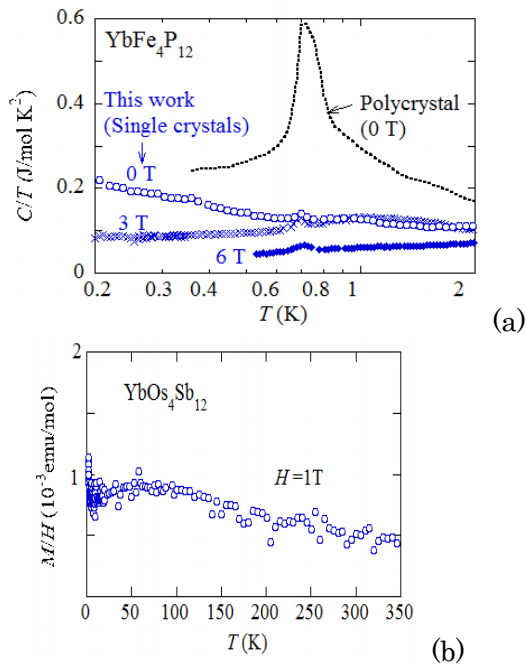 YbFe4P12
C/T (J/mol K2)
0.6
0.4
0.2
0
This work
(Single crystals)
Polycrystal
(0 T)
0 T
3 T
6 T
0.2 0.3 0.4 0.6 0.8 1 2
T (K)
(a)
YbOs4Sb12
M/H (10-3emu/mol)
2
1
0
H=1T
0 50 100 150 200 250 300 350
T (K)
(b)